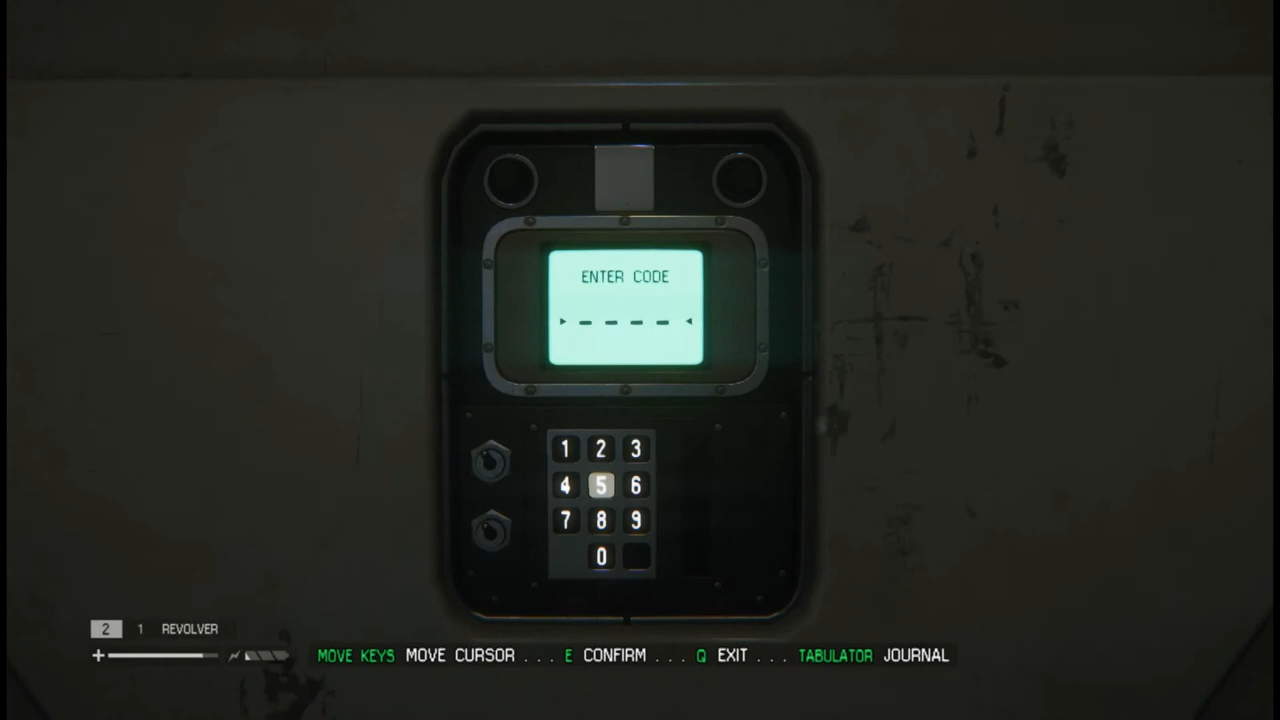 ENTER CODE
1 2 3
4 5 6
7 8 9
0
2 1 REVOLVER
MOVE KEYS MOVE CURSOR . . . E CONFIRM . . . Q EXIT . . . TABULATOR JOURNAL